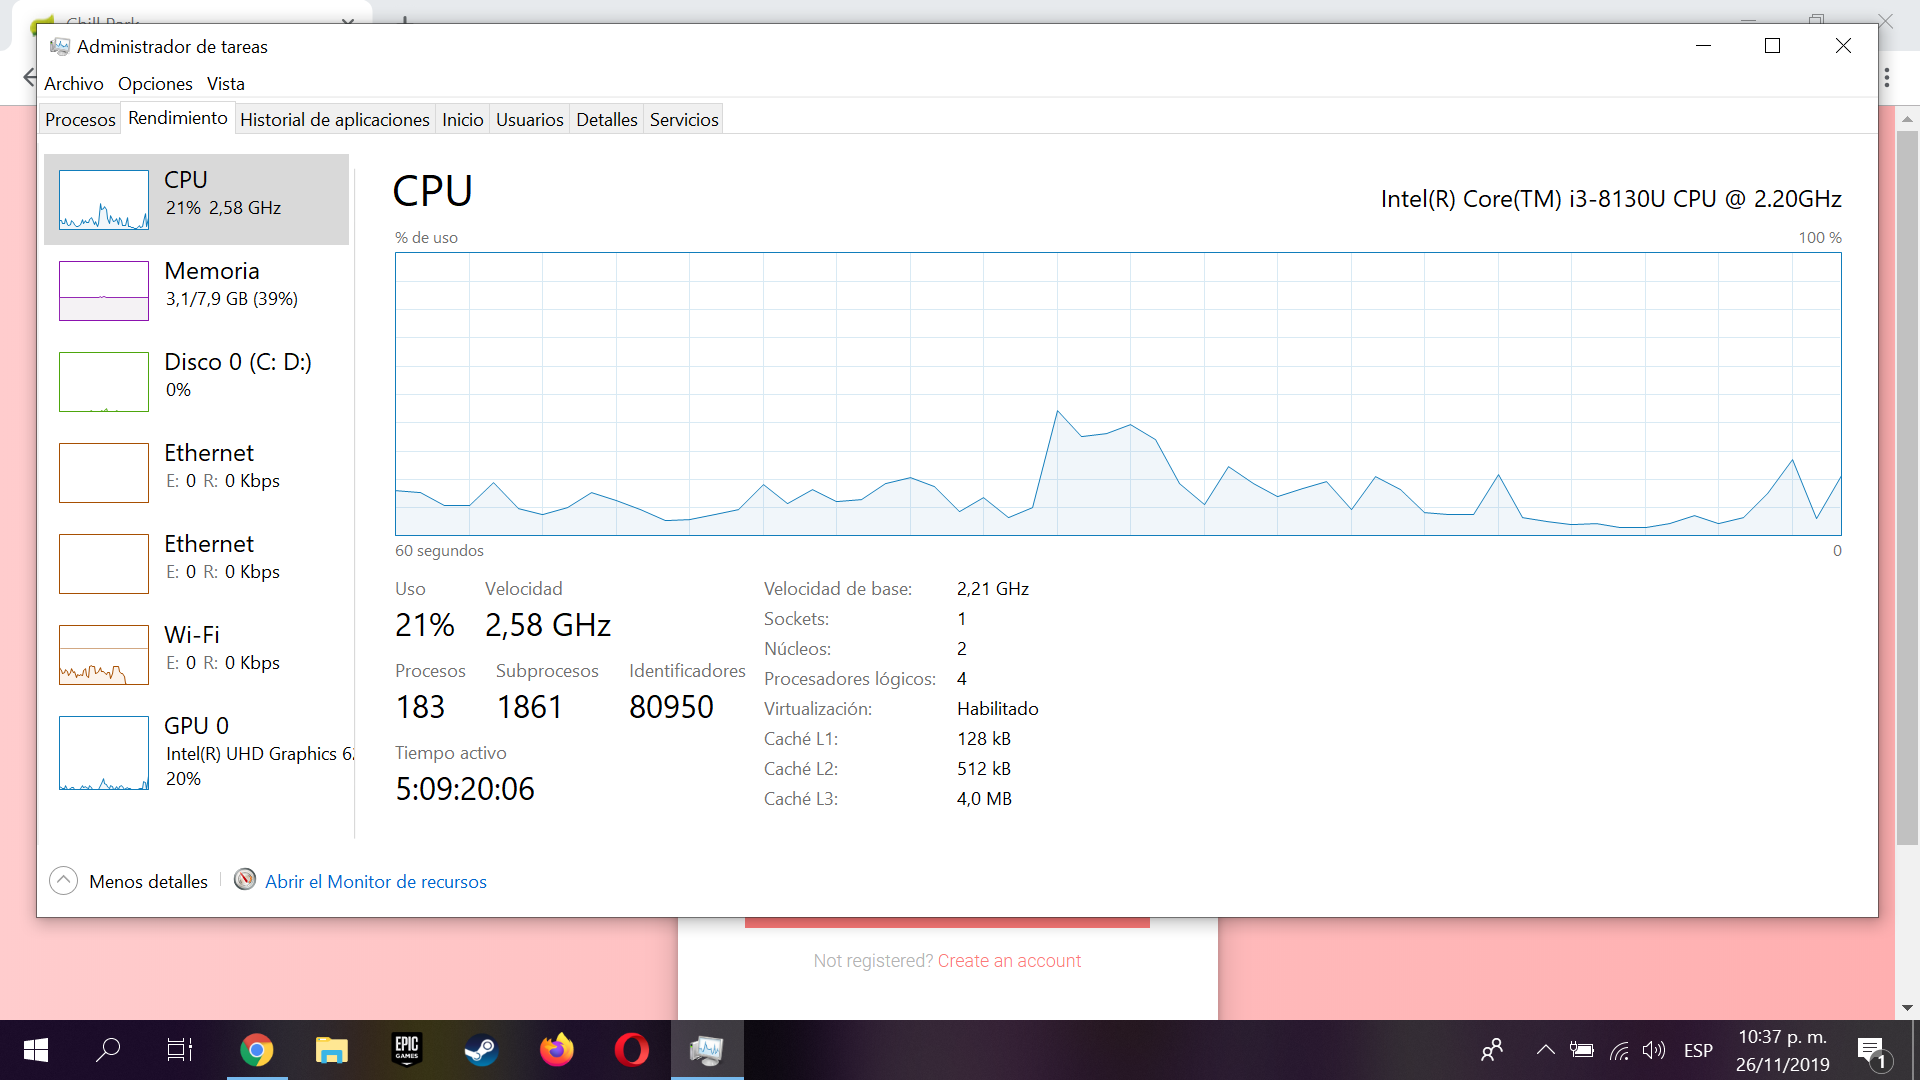 Chill Park
Administrador de tareas
Archivo Opciones Vista
Procesos Rendimiento Historial de aplicaciones Inicio Usuarios Detalles Servicios
CPU
21% 2,58 GHz
Memoria
3,1/7,9 GB (39%)
Disco 0 (C: D:)
0%
Ethernet
E: 0 R: 0 Kbps
Ethernet
E: 0 R: 0 Kbps
Wi-Fi
E: 0 R: 0 Kbps
GPU 0
Intel(R) UHD Graphics
20%
CPU
Intel(R) Core(TM) i3-8130U CPU @ 2.20GHz
% de uso 100 %
60 segundos 0
Uso Velocidad
21% 2,58 GHz
Procesos Subprocesos Identificadores
183 1861 80950
Tiempo activo
5:09:20:06
Velocidad de base: 2,21 GHz
Sockets: 1
Núcleos: 2
Procesadores lógicos: 4
Virtualización: Habilitado
Caché L1: 128 kB
Caché L2: 512 kB
Caché L3: 4,0 MB
Menos detalles Abrir el Monitor de recursos
Not registered? Create an account
EPIC
GAMES
ESP
10:37 p. m.
26/11/2019
1